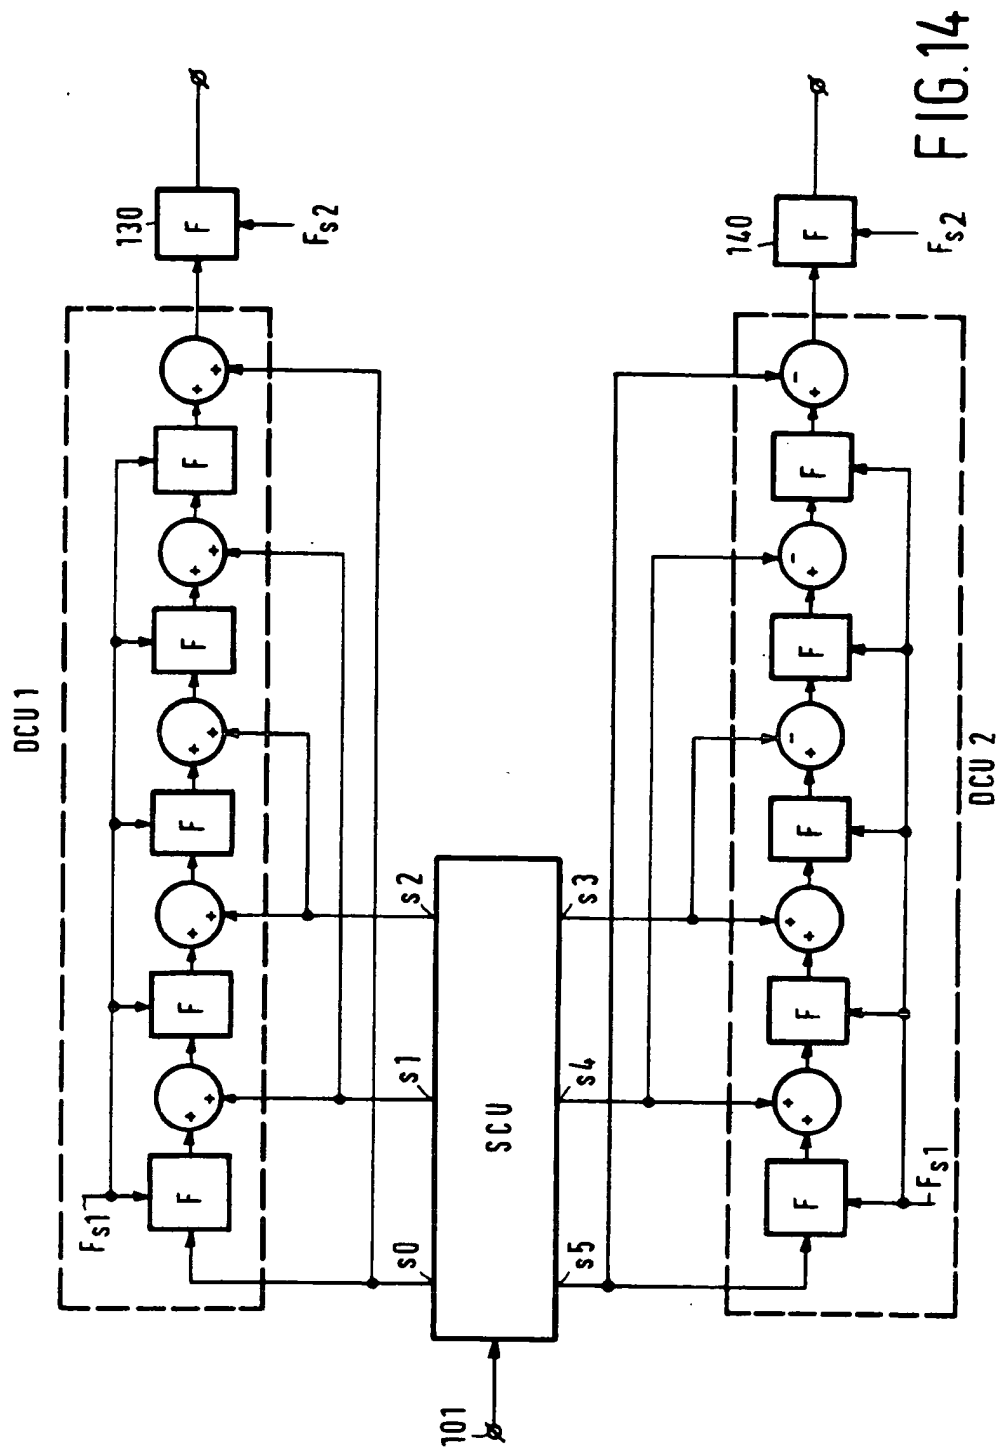 DCU 1
Fs1
130
F + F + F + F + F + F
+ + + + +
Fs2
s0 s1 s2
101
SCU
s5 s4 s3
140
+ + - - -
F + F + F + F + F + F
Fs1
Fs2
DCU 2
FIG.14